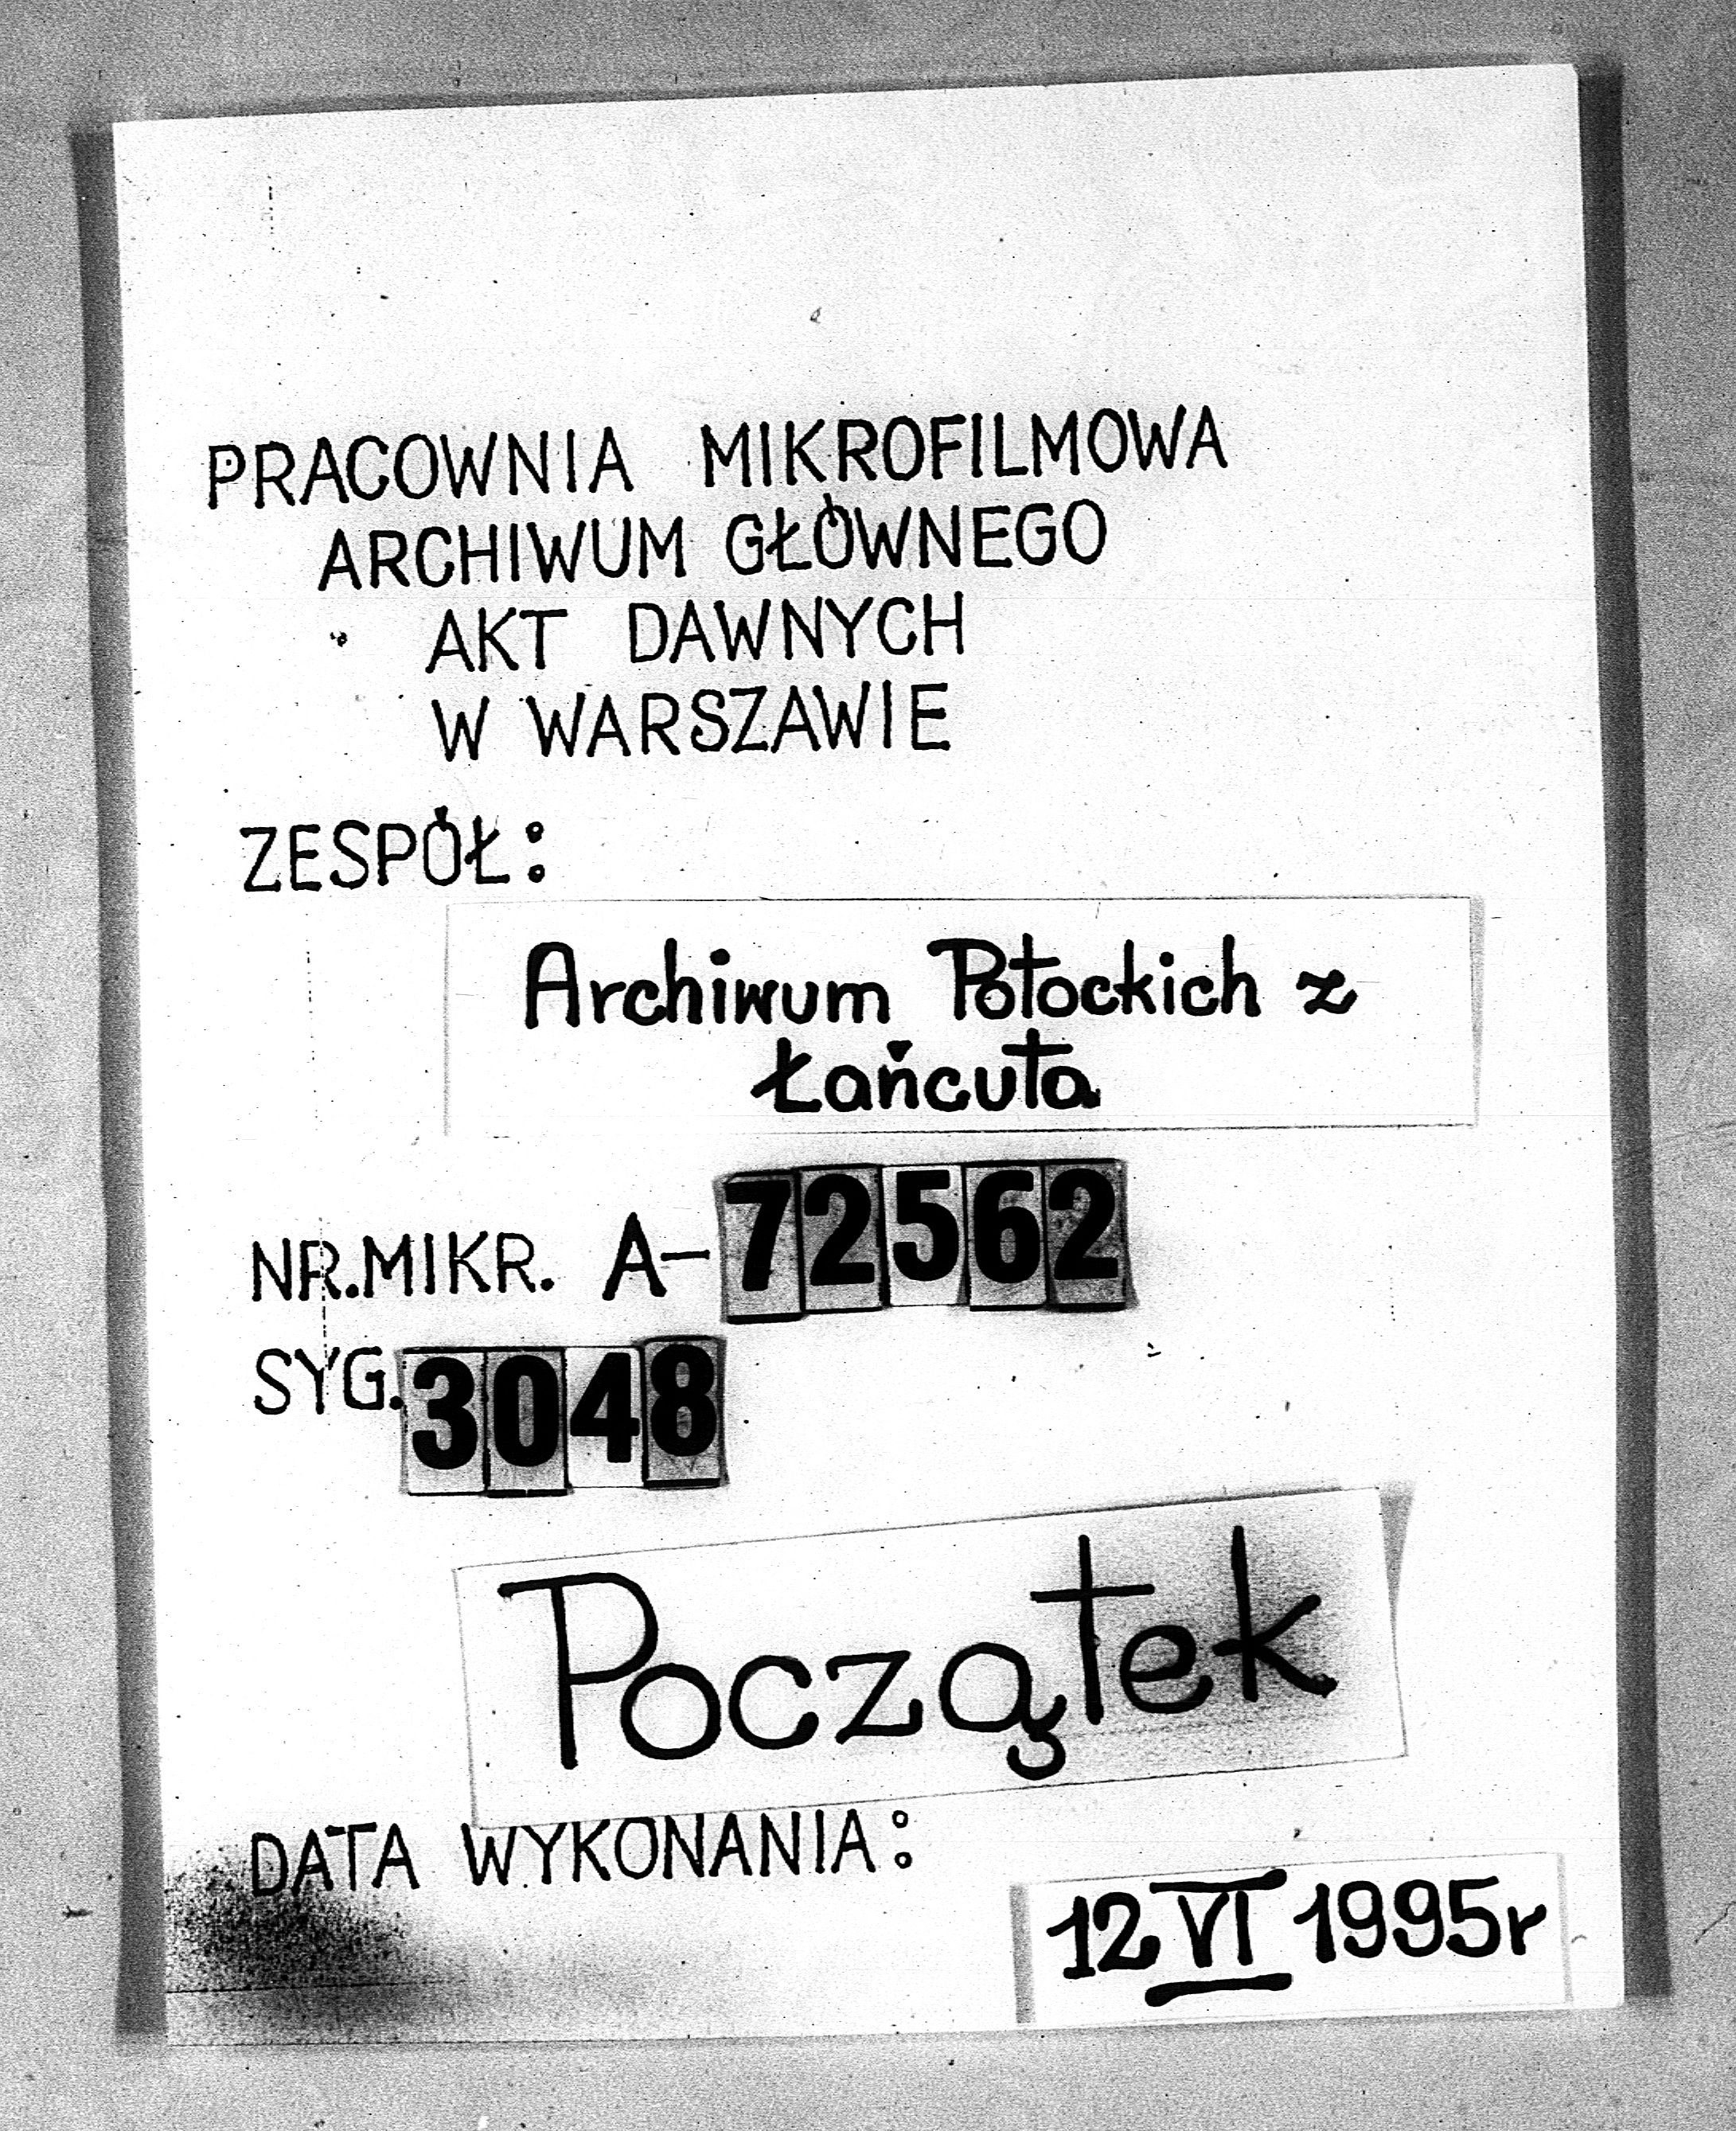 PRACOWNIA MIKROFILMOWA
ARCHIWUM GŁÓWNEGO
AKT DAWNYCH
W WARSZAWIE
ZESPÓŁ:
Archiwum Potockich z
Łańcuta
NR.MIKR. A-72562
SYG. 3048
Początek
DATA WYKONANIA:
12 VI 1995r